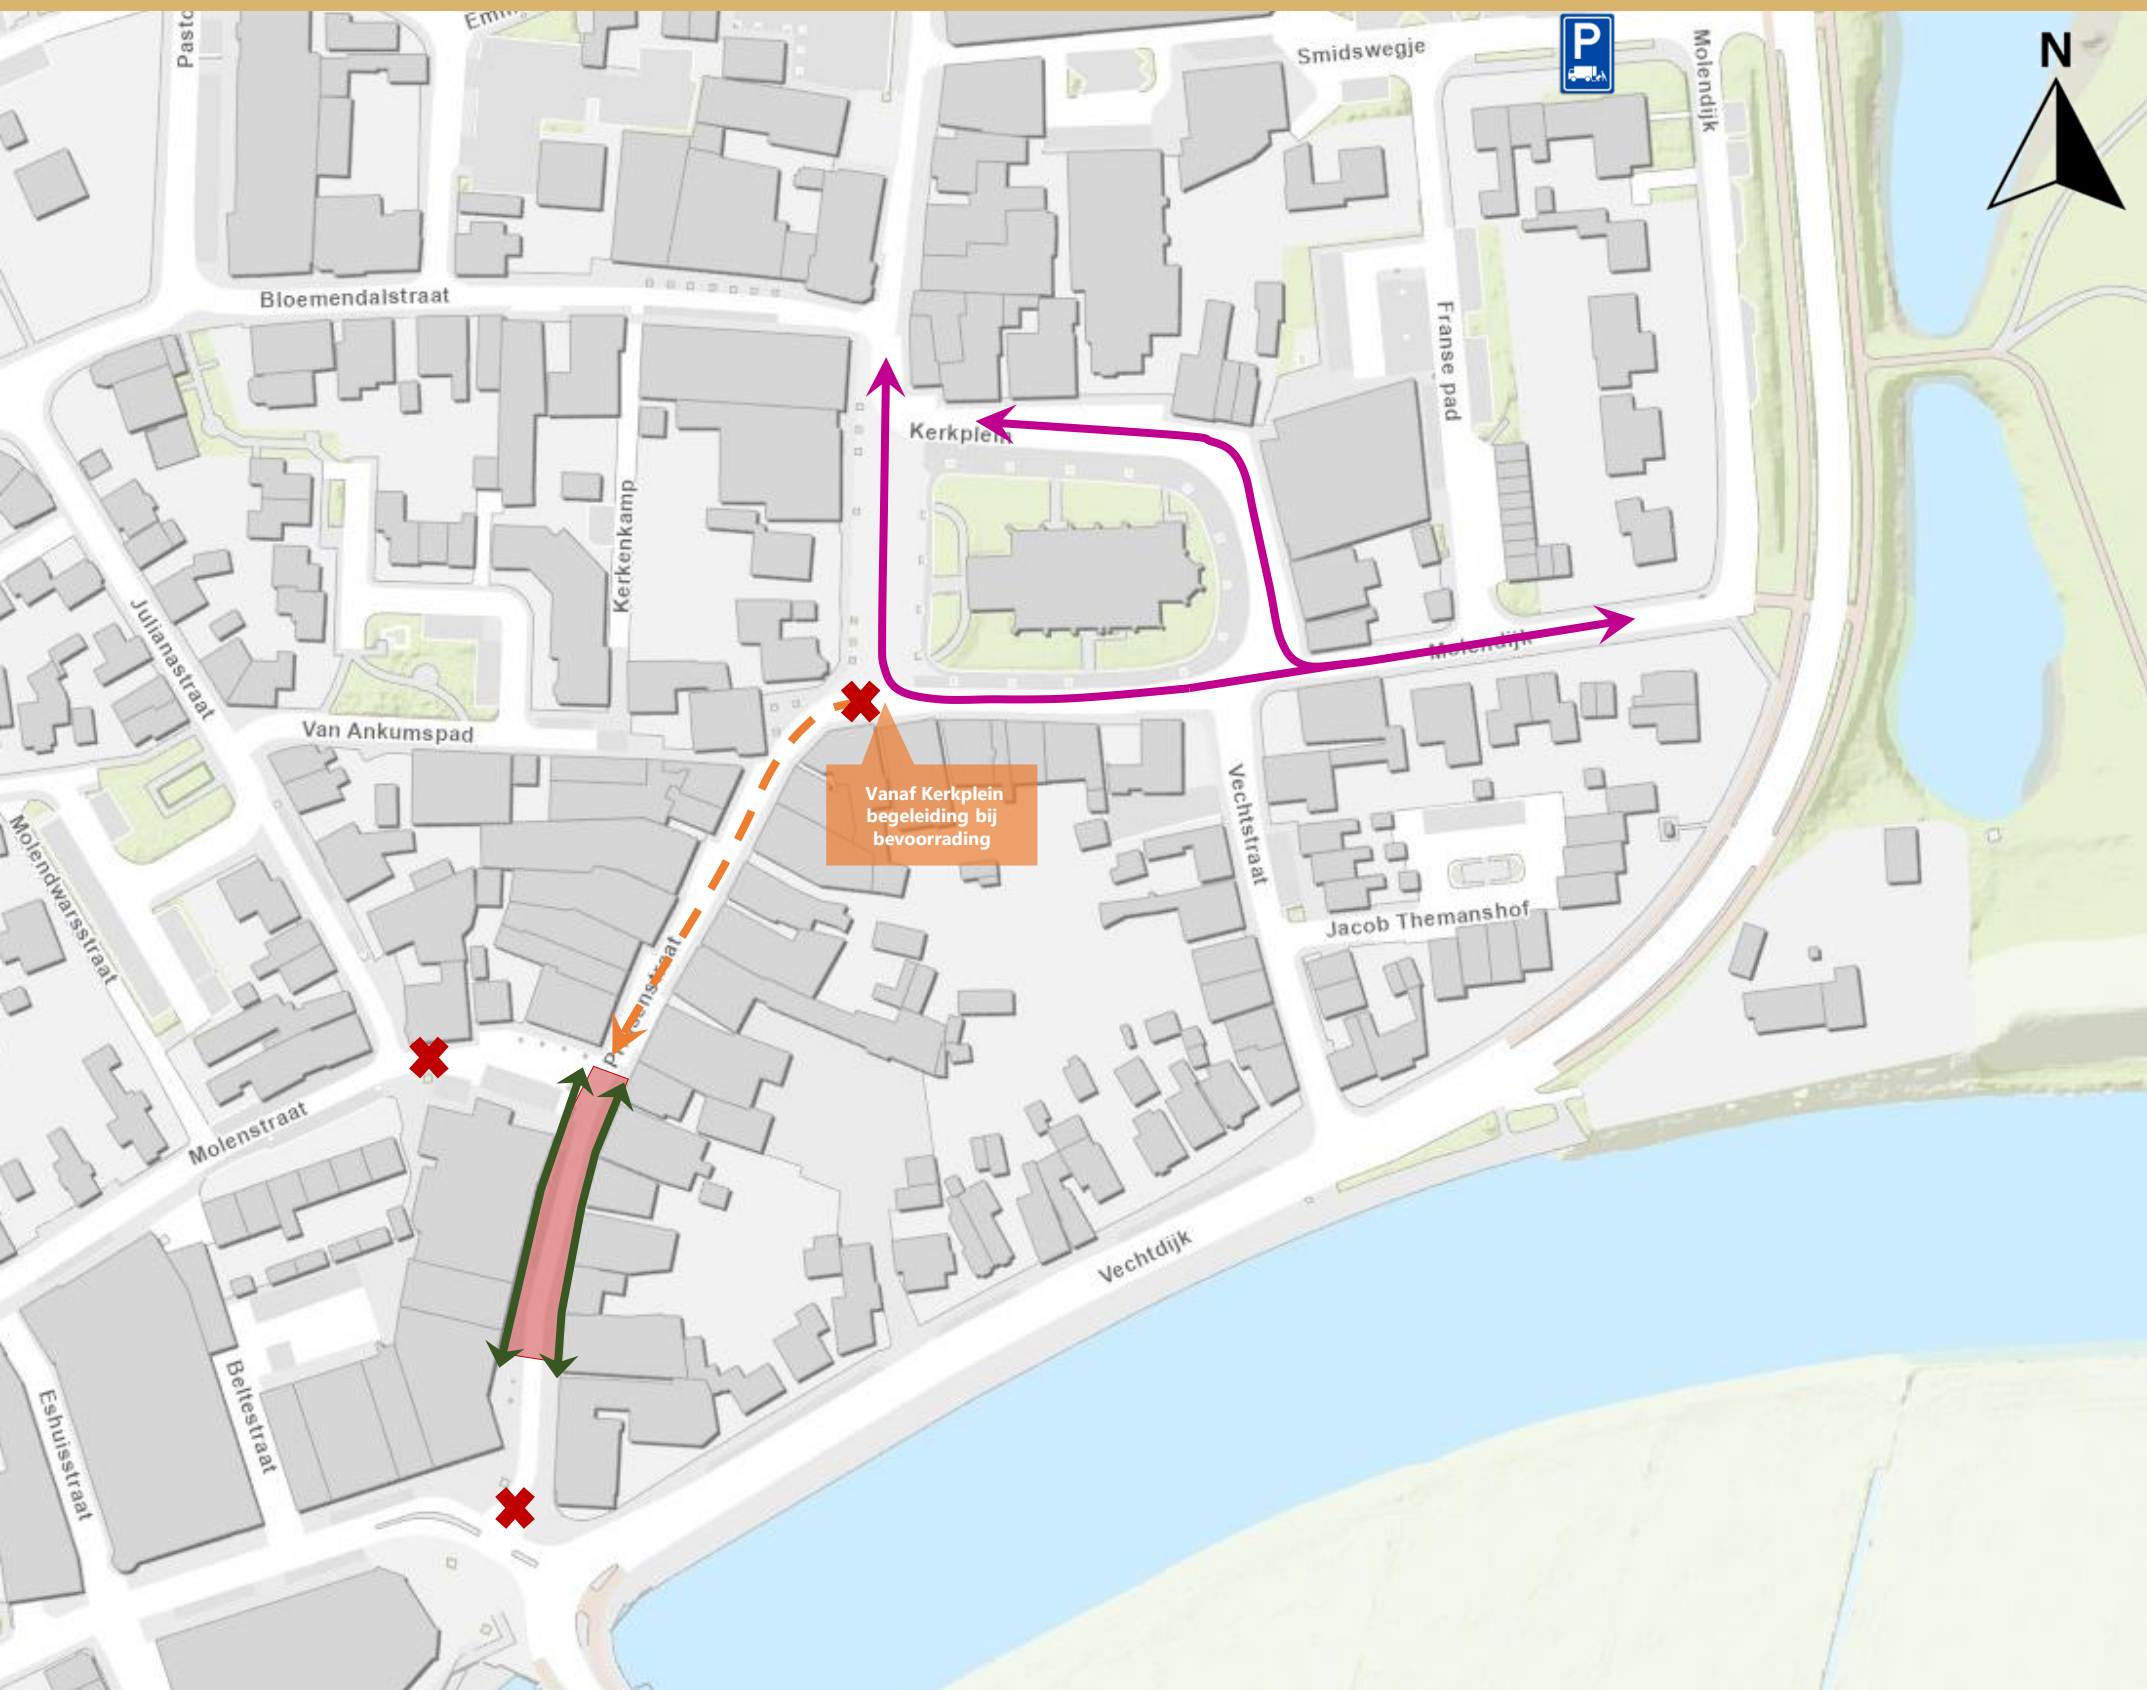 Smidswegje
P
Molendijk
N
Bloemendalstraat
Franse pad
Kerkplein
Kerkenkamp
Julianastraat
Molendijk
Van Ankumspad
Vanaf Kerkplein
begeleiding bij
bevoorrading
Vechtstraat
Molendwarsstraat
Jacob Themanshof
Molenstraat
Vechtdijk
Beltestraat
Eshuisstraat